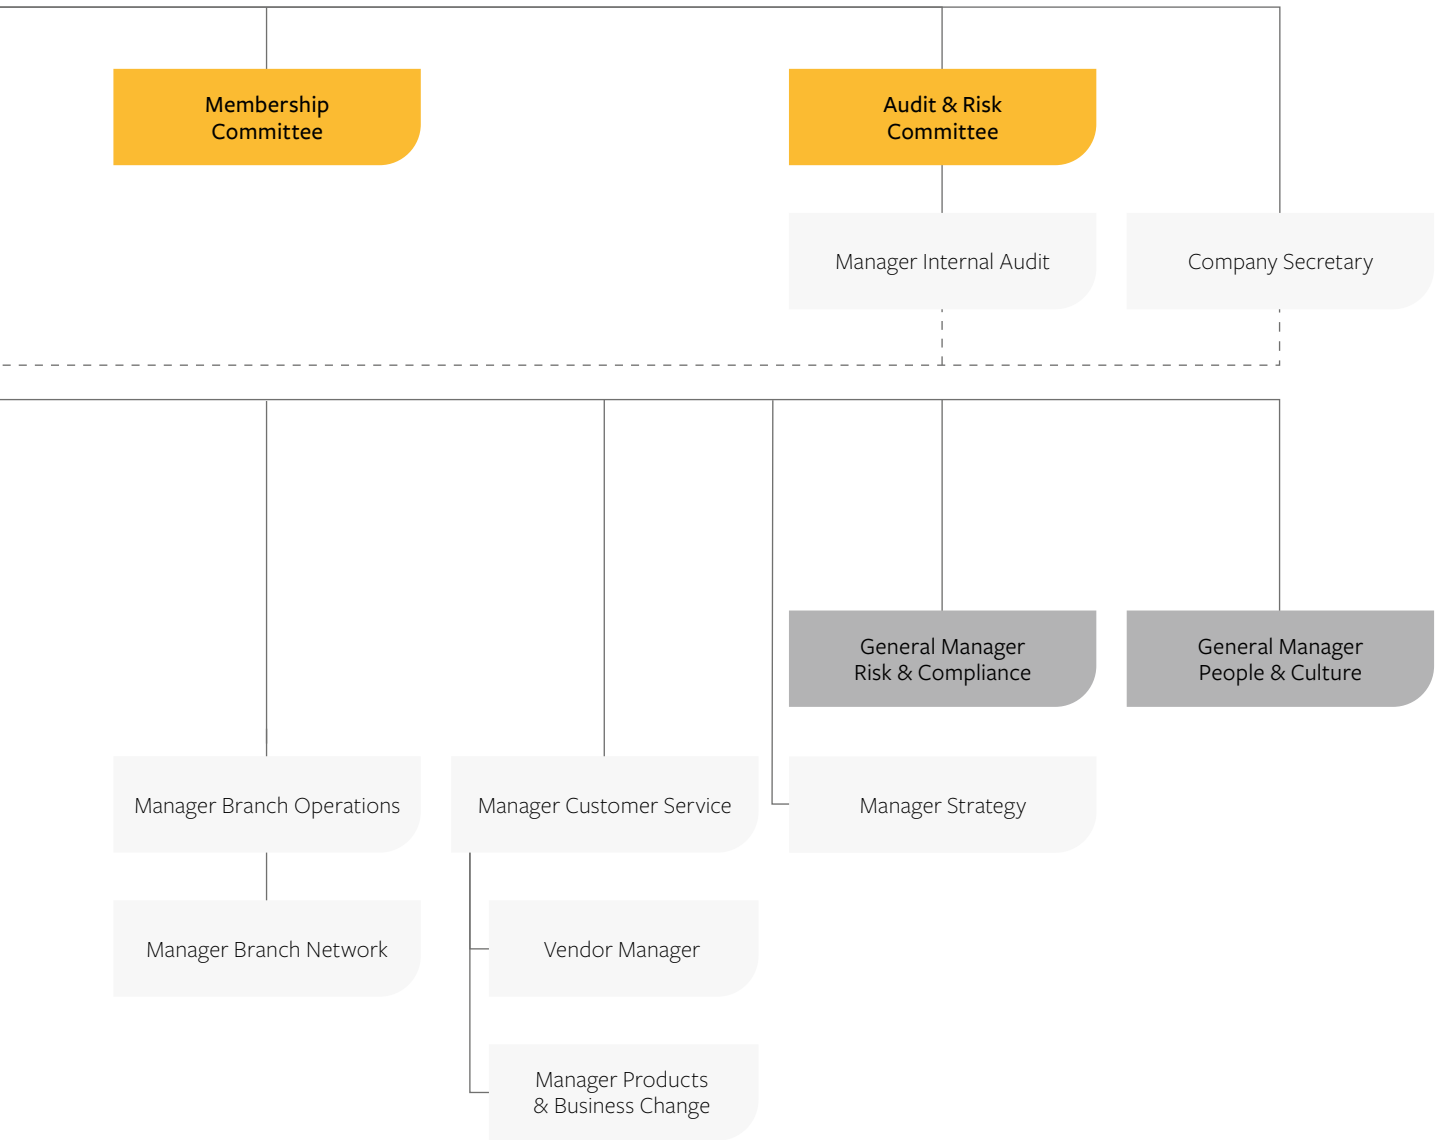 Membership
Committee
Audit & Risk
Committee
Manager Internal Audit
Company Secretary
General Manager
Risk & Compliance
General Manager
People & Culture
Manager Branch Operations
Manager Customer Service
Manager Strategy
Manager Branch Network
Vendor Manager
Manager Products
& Business Change